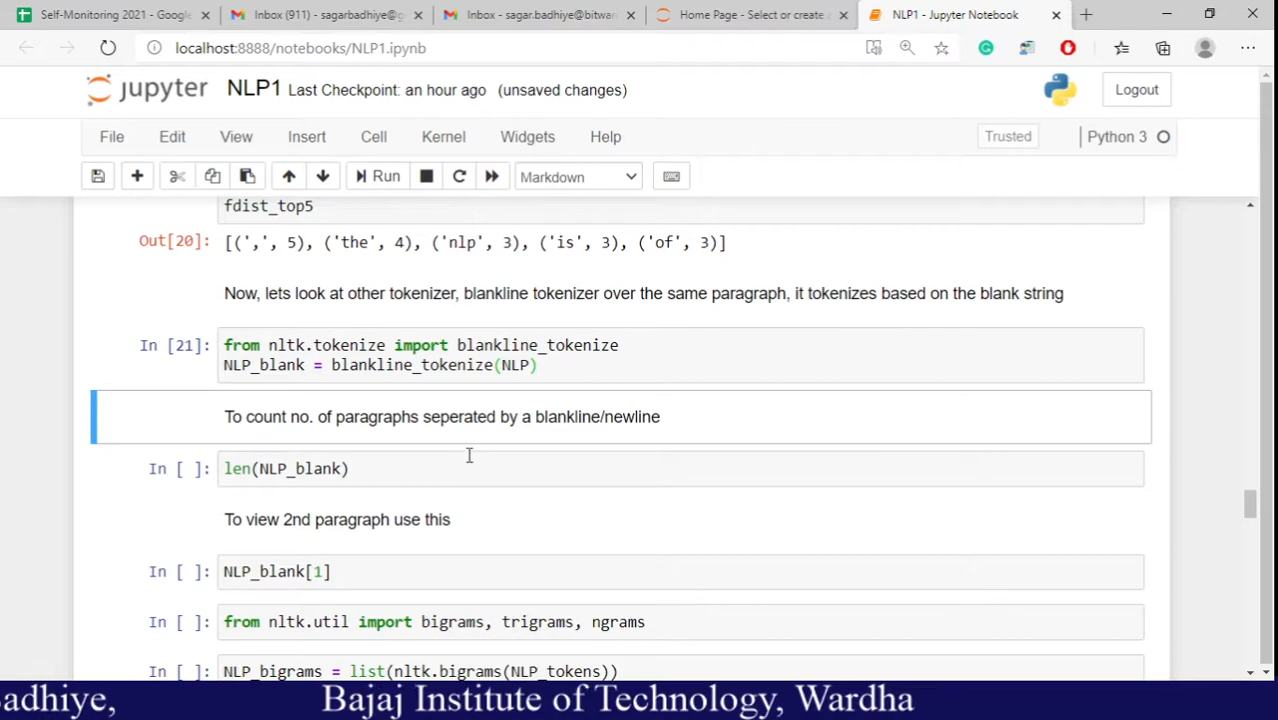 Self-Monitoring 2021 - Google
Inbox (911) - sagarbadhiye@g
Inbox - sagar.badhiye@bitwar
Home Page - Select or create
NLP1 - Jupyter Notebook
localhost:8888/notebooks/NLP1.ipynb
jupyter NLP1 Last Checkpoint: an hour ago (unsaved changes)
Logout
File Edit View Insert Cell Kernel Widgets Help
Trusted
Python 3
Run
Markdown
fdist_top5
Out[20]: [(',', 5), ('the', 4), ('nlp', 3), ('is', 3), ('of', 3)]
Now, lets look at other tokenizer, blankline tokenizer over the same paragraph, it tokenizes based on the blank string
In [21]: from nltk.tokenize import blankline_tokenize
NLP_blank = blankline_tokenize(NLP)
To count no. of paragraphs seperated by a blankline/newline
In [ ]: len(NLP_blank)
To view 2nd paragraph use this
In [ ]: NLP_blank[1]
In [ ]: from nltk.util import bigrams, trigrams, ngrams
In [ ]: NLP_bigrams = list(nltk.bigrams(NLP_tokens))
adhiye, Bajaj Institute of Technology, Wardha